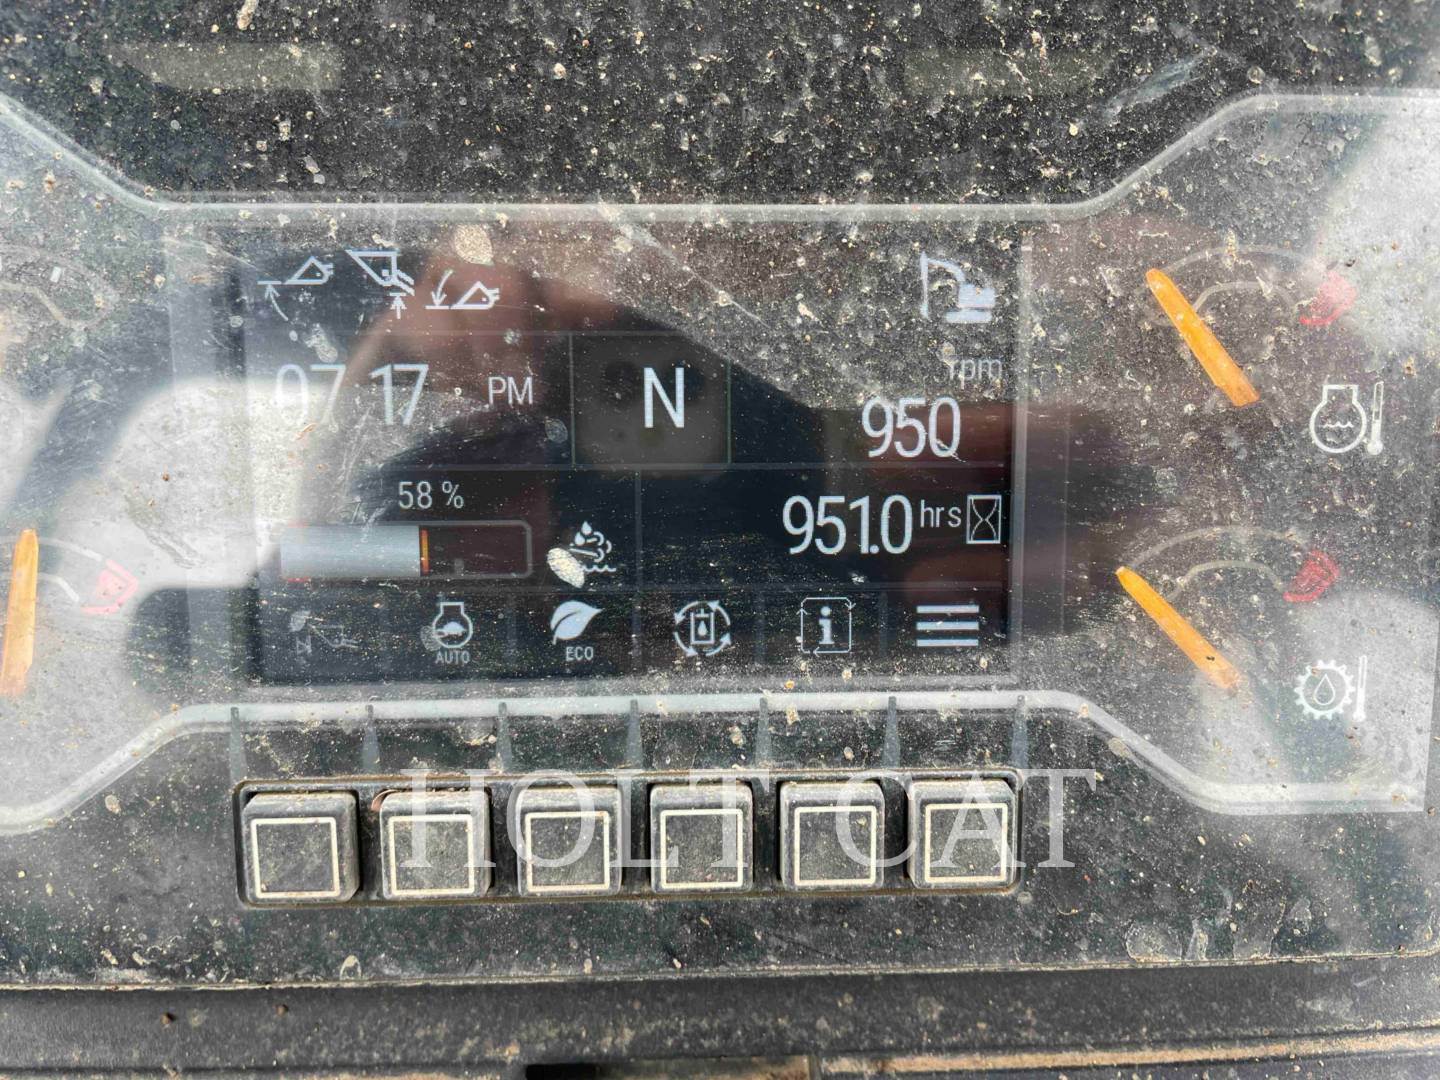 07 17 PM
N
rpm
950
58 %
951.0 hrs
AUTO
ECO
i
HOLT CAT